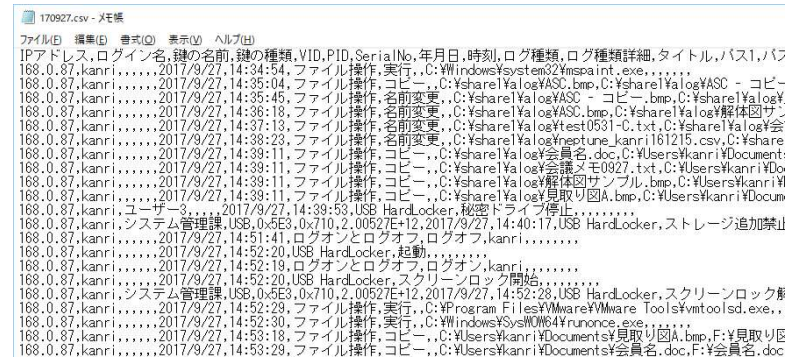 170927.csv - メモ帳
ファイル(F) 編集(E) 書式(O) 表示(V) ヘルプ(H)
IPアドレス,ログイン名,鍵の名前,鍵の種類,VID,PID,SerialNo,年月日,時刻,ログ種類,ログ種類詳細,タイトル,パス1,パス
168.0.87,kanri,,,,,,2017/9/27,14:34:54,ファイル操作,実行,,C:¥Windows¥system32¥mspaint.exe,,,,,,,
168.0.87,kanri,,,,,,2017/9/27,14:35:04,ファイル操作,コピー,,C:¥share1¥alog¥ASC.bmp,C:¥share1¥alog¥ASC - コピー
168.0.87,kanri,,,,,,2017/9/27,14:35:45,ファイル操作,名前変更,,C:¥share1¥alog¥ASC - コピー.bmp,C:¥share1¥alog¥
168.0.87,kanri,,,,,,2017/9/27,14:36:18,ファイル操作,名前変更,,C:¥share1¥alog¥ASC.bmp,C:¥share1¥alog¥解体図サン
168.0.87,kanri,,,,,,2017/9/27,14:37:13,ファイル操作,名前変更,,C:¥share1¥alog¥test0531-C.txt,C:¥share1¥alog¥会
168.0.87,kanri,,,,,,2017/9/27,14:38:23,ファイル操作,名前変更,,C:¥share1¥alog¥neptune_kanri161215.csv,C:¥share
168.0.87,kanri,,,,,,2017/9/27,14:39:11,ファイル操作,コピー,,C:¥share1¥alog¥会員名.doc,C:¥Users¥kanri¥Document
168.0.87,kanri,,,,,,2017/9/27,14:39:11,ファイル操作,コピー,,C:¥share1¥alog¥会議メモ0927.txt,C:¥Users¥kanri¥Do
168.0.87,kanri,,,,,,2017/9/27,14:39:11,ファイル操作,コピー,,C:¥share1¥alog¥解体図サンプル.bmp,C:¥Users¥kanri¥
168.0.87,kanri,,,,,,2017/9/27,14:39:11,ファイル操作,コピー,,C:¥share1¥alog¥見取り図A.bmp,C:¥Users¥kanri¥Docum
168.0.87,kanri,ユーザー3,,,,,2017/9/27,14:39:53,USB HardLocker,秘密ドライブ停止,,,,,,,,,
168.0.87,kanri,システム管理課,USB,0x5E3,0x710,2.00527E+12,2017/9/27,14:40:17,USB HardLocker,ストレージ追加禁止
168.0.87,kanri,,,,,,2017/9/27,14:51:41,ログオンとログオフ,ログオフ,kanri,,,,,,,,
168.0.87,kanri,,,,,,2017/9/27,14:52:20,USB HardLocker,起動,,,,,,,,,
168.0.87,kanri,,,,,,2017/9/27,14:52:19,ログオンとログオフ,ログオン,kanri,,,,,,,,
168.0.87,kanri,,,,,,2017/9/27,14:52:20,USB HardLocker,スクリーンロック開始,,,,,,,,,
168.0.87,kanri,システム管理課,USB,0x5E3,0x710,2.00527E+12,2017/9/27,14:52:28,USB HardLocker,スクリーンロック解
168.0.87,kanri,,,,,,2017/9/27,14:52:29,ファイル操作,実行,,C:¥Program Files¥VMware¥VMware Tools¥vmtoolsd.exe,,
168.0.87,kanri,,,,,,2017/9/27,14:52:30,ファイル操作,実行,,C:¥Windows¥SysWOW64¥runonce.exe,,,,,,,
168.0.87,kanri,,,,,,2017/9/27,14:53:18,ファイル操作,コピー,,C:¥Users¥kanri¥Documents¥見取り図A.bmp,F:¥見取り図
168.0.87,kanri,,,,,,2017/9/27,14:53:29,ファイル操作,コピー,,C:¥Users¥kanri¥Documents¥会員名.doc,F:¥会員名.doc